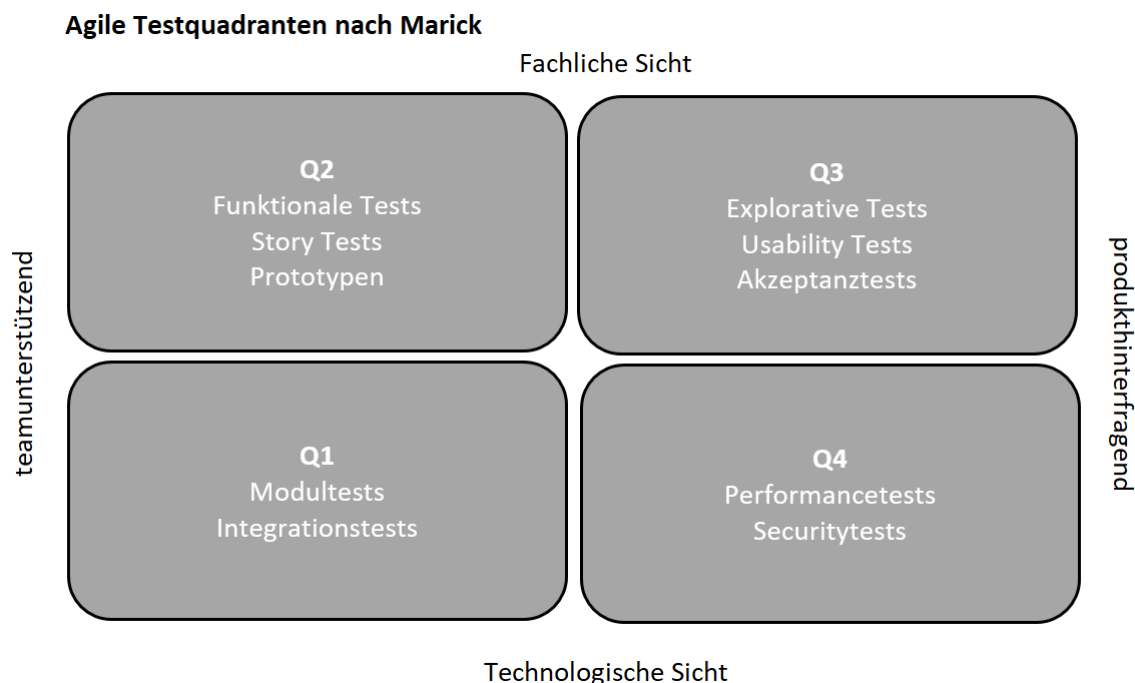 Agile Testquadranten nach Marick
Fachliche Sicht
Q2
Funktionale Tests
Story Tests
Prototypen
Q3
Explorative Tests
Usability Tests
Akzeptanztests
teamunterstützend
produkthinterfragend
Q1
Modultests
Integrationstests
Q4
Performancetests
Securitytests
Technologische Sicht